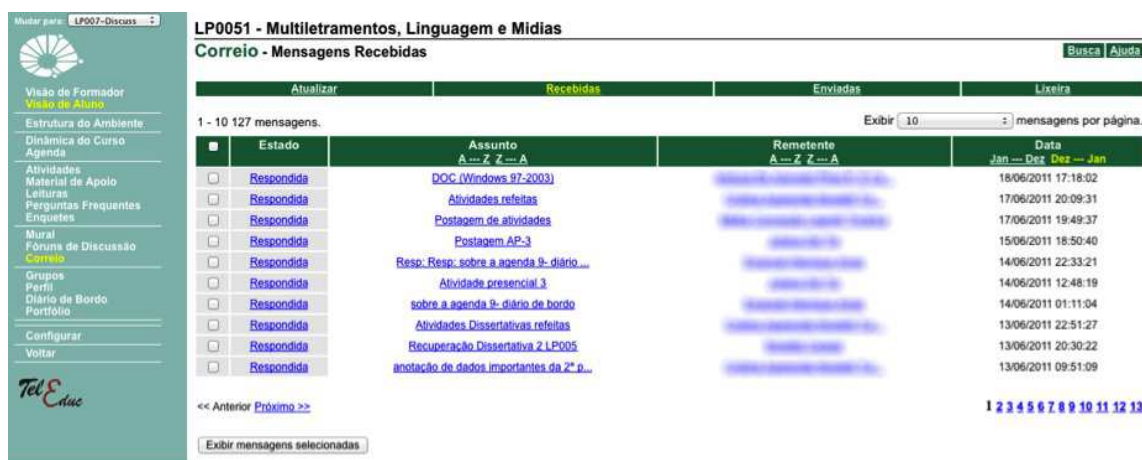 Mudar para: LP007-Discuss
Visão de Formador
Visão de Aluno
Estrutura do Ambiente
Dinâmica do Curso
Agenda
Atividades
Material de Apoio
Leituras
Perguntas Frequentes
Enquetes
Mural
Fóruns de Discussão
Correio
Grupos
Perfil
Diário de Bordo
Portfólio
Configurar
Voltar
TelEduc
LP0051 - Multiletramentos, Linguagem e Midias
Correio - Mensagens Recebidas
Busca Ajuda
Atualizar Recebidas Enviadas Lixeira
1 - 10 127 mensagens. Exibir 10 mensagens por página.
Estado Assunto Remetente Data
A --- Z Z --- A A --- Z Z --- A Jan --- Dez Dez --- Jan
Respondida DOC (Windows 97-2003) 18/06/2011 17:18:02
Respondida Atividades refeitas 17/06/2011 20:09:31
Respondida Postagem de atividades 17/06/2011 19:49:37
Respondida Postagem AP-3 15/06/2011 18:50:40
Respondida Resp: Resp: sobre a agenda 9- diário ... 14/06/2011 22:33:21
Respondida Atividade presencial 3 14/06/2011 12:48:19
Respondida sobre a agenda 9- diário de bordo 14/06/2011 01:11:04
Respondida Atividades Dissertativas refeitas 13/06/2011 22:51:27
Respondida Recuperação Dissertativa 2 LP005 13/06/2011 20:30:22
Respondida anotação de dados importantes da 2ª p... 13/06/2011 09:51:09
<< Anterior Próximo >> 1 2 3 4 5 6 7 8 9 10 11 12 13
Exibir mensagens selecionadas